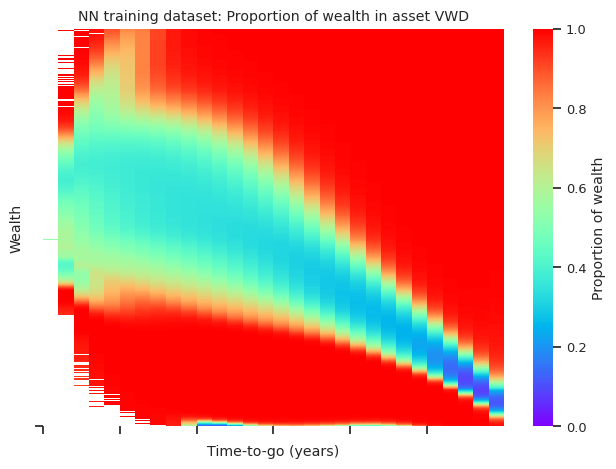 NN training dataset: Proportion of wealth in asset VWD
1.0
0.8
0.6
0.4
0.2
0.0
Proportion of wealth
Wealth
Time-to-go (years)